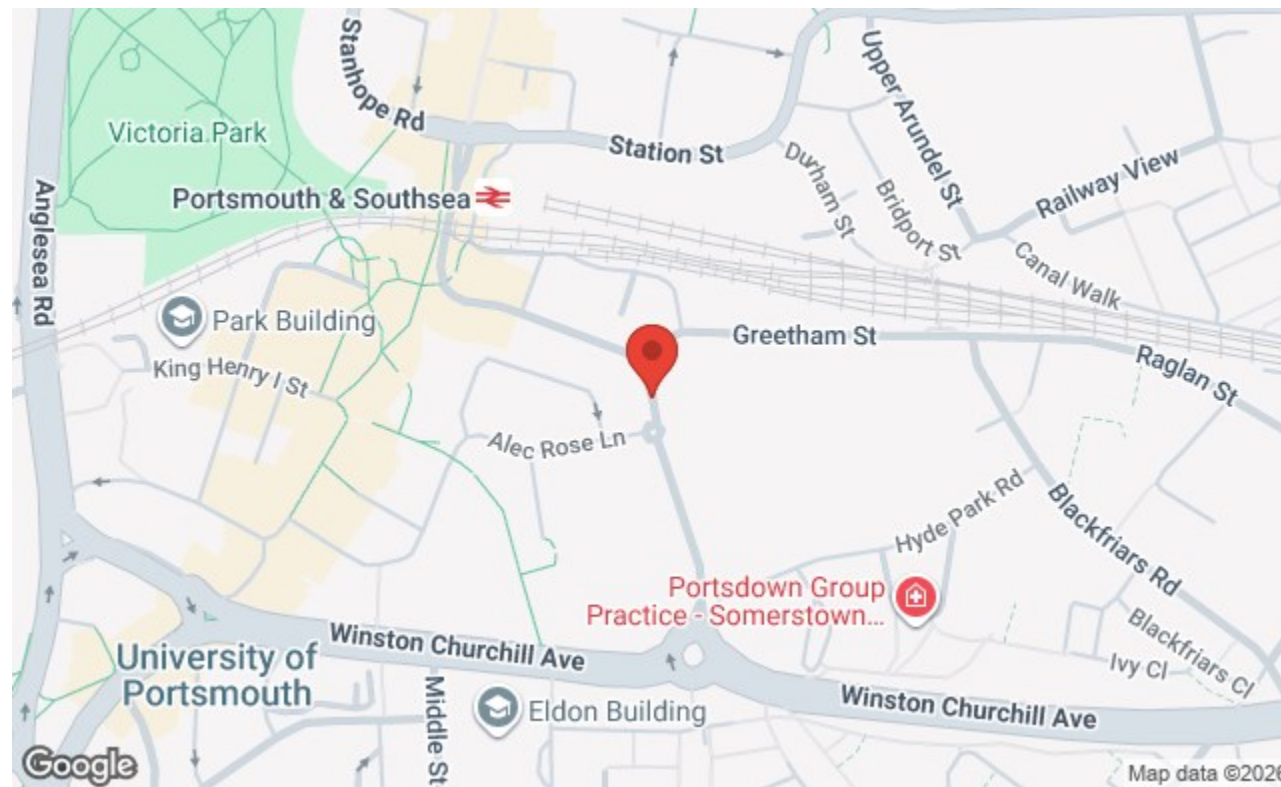 Stanhope Rd
Upper Arundel St
Victoria Park
Station St
Durham St
Railway View
Bridport St
Portsmouth & Southsea
Anglesea Rd
Canal Walk
Park Building
Greetham St
Raglan St
King Henry I St
Alec Rose Ln
Hyde Park Rd
Blackfriars Rd
Portsdown Group
Practice - Somerstown...
Blackfriars Cl
Winston Churchill Ave
University of
Portsmouth
Ivy Cl
Middle St
Eldon Building
Winston Churchill Ave
Google
Map data ©2026